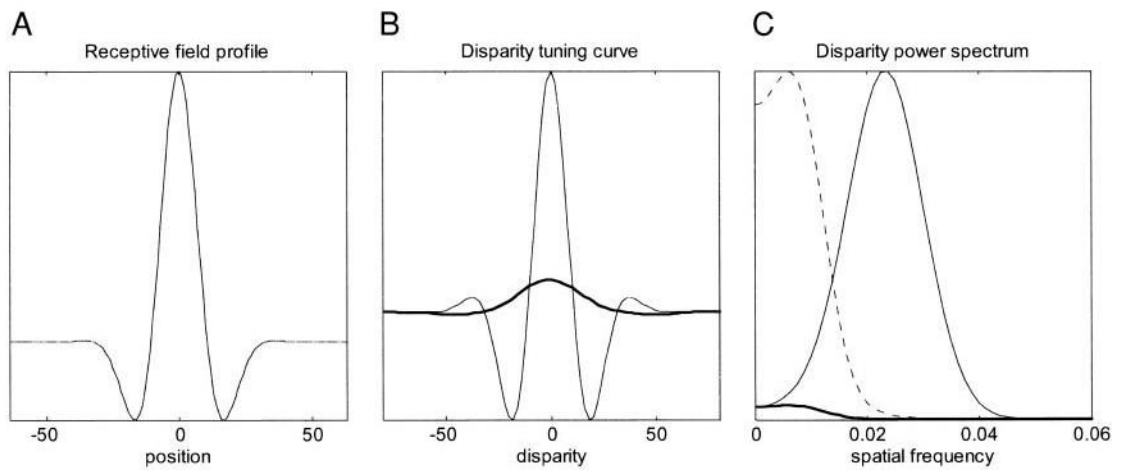 A
Receptive field profile
-50
0
50
position
B
Disparity tuning curve
-50
0
50
disparity
C
Disparity power spectrum
0
0.02
0.04
0.06
spatial frequency